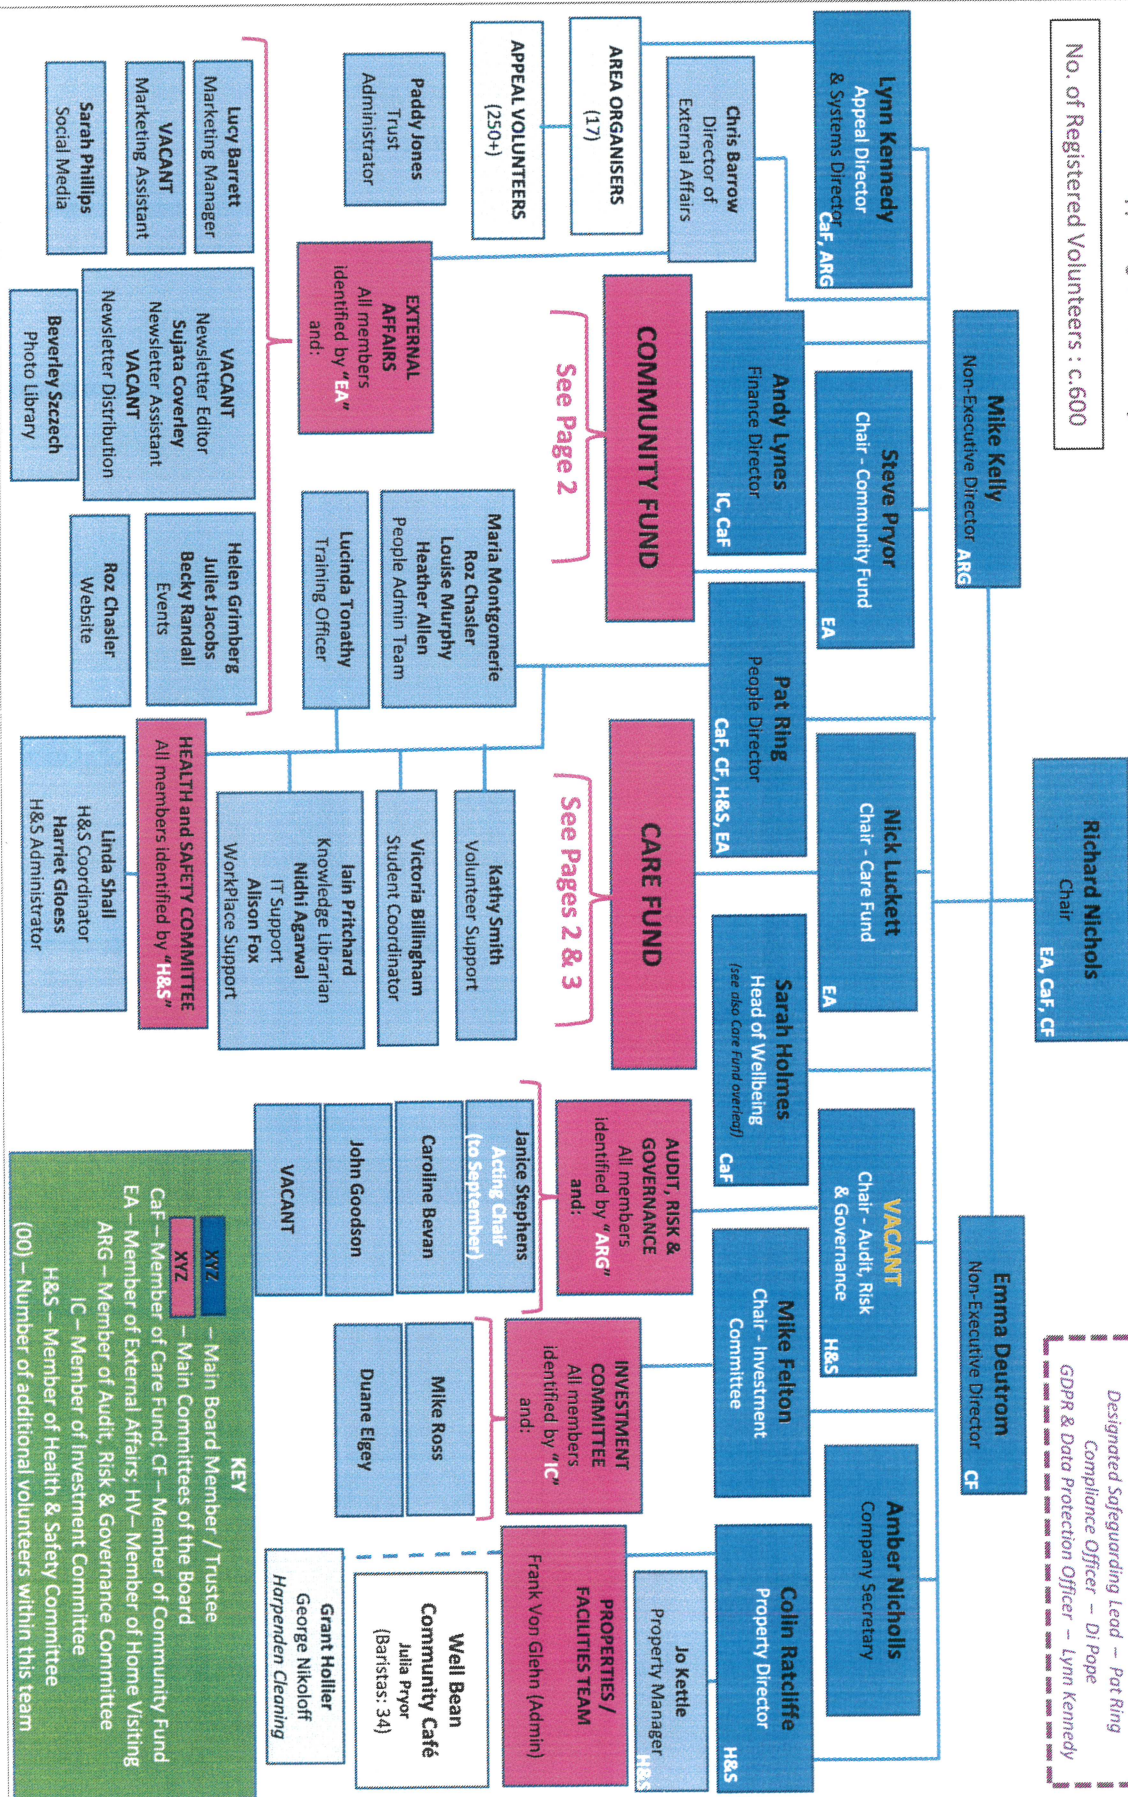 No. of Registered Volunteers : c.600
Designated Safeguarding Lead – Pat Ring
Compliance Officer – Di Pope
GDPR & Data Protection Officer – Lynn Kennedy
Richard Nichols
Chair
EA, CaF, CF
Mike Kelly
Non-Executive Director
ARG
Emma Deutrom
Non-Executive Director
CF
Lynn Kennedy
Appeal Director
& Systems Director
CaF, ARG
Steve Pryor
Chair - Community Fund
EA
Nick Luckett
Chair - Care Fund
EA
VACANT
Chair - Audit, Risk
& Governance
H&S
Amber Nicholls
Company Secretary
Andy Lynes
Finance Director
IC, CaF
Pat Ring
People Director
CaF, CF, H&S, EA
Sarah Holmes
Head of Wellbeing
(see also Care Fund overleaf)
CaF
Mike Felton
Chair - Investment
Committee
Colin Ratcliffe
Property Director
H&S
Chris Barrow
Director of
External Affairs
AREA ORGANISERS
(17)
APPEAL VOLUNTEERS
(250+)
Paddy Jones
Trust
Administrator
COMMUNITY FUND
See Page 2
CARE FUND
See Pages 2 & 3
AUDIT, RISK &
GOVERNANCE
All members
identified by "ARG"
and:
Janice Stephens
Acting Chair
(to September)
Caroline Bevan
John Goodson
VACANT
INVESTMENT
COMMITTEE
All members
identified by "IC"
and:
Mike Ross
Duane Elgey
Jo Kettle
Property Manager
H&S
PROPERTIES /
FACILITIES TEAM
Frank Von Glehn (Admin)
Well Bean
Community Café
Julia Pryor
(Baristas: 34)
Grant Hollier
George Nikoloff
Harpenden Cleaning
EXTERNAL
AFFAIRS
All members
identified by "EA"
and:
Lucy Barrett
Marketing Manager
VACANT
Marketing Assistant
Sarah Phillips
Social Media
VACANT
Newsletter Editor
Sujata Coverley
Newsletter Assistant
VACANT
Newsletter Distribution
Beverley Szczech
Photo Library
Helen Grimberg
Juliet Jacobs
Becky Randall
Events
Roz Chasler
Website
Maria Montgomerie
Roz Chasler
Louise Murphy
Heather Allen
People Admin Team
Lucinda Tonathy
Training Officer
Kathy Smith
Volunteer Support
Victoria Billingham
Student Coordinator
Iain Pritchard
Knowledge Librarian
Nidhi Agarwal
IT Support
Alison Fox
WorkPlace Support
HEALTH and SAFETY COMMITTEE
All members identified by "H&S"
Linda Shall
H&S Coordinator
Harriet Gloess
H&S Administrator
KEY
XYZ – Main Board Member / Trustee
XYZ – Main Committees of the Board
CaF – Member of Care Fund; CF – Member of Community Fund
EA – Member of External Affairs; HV– Member of Home Visiting
ARG – Member of Audit, Risk & Governance Committee
IC – Member of Investment Committee
H&S – Member of Health & Safety Committee
(00) – Number of additional volunteers within this team